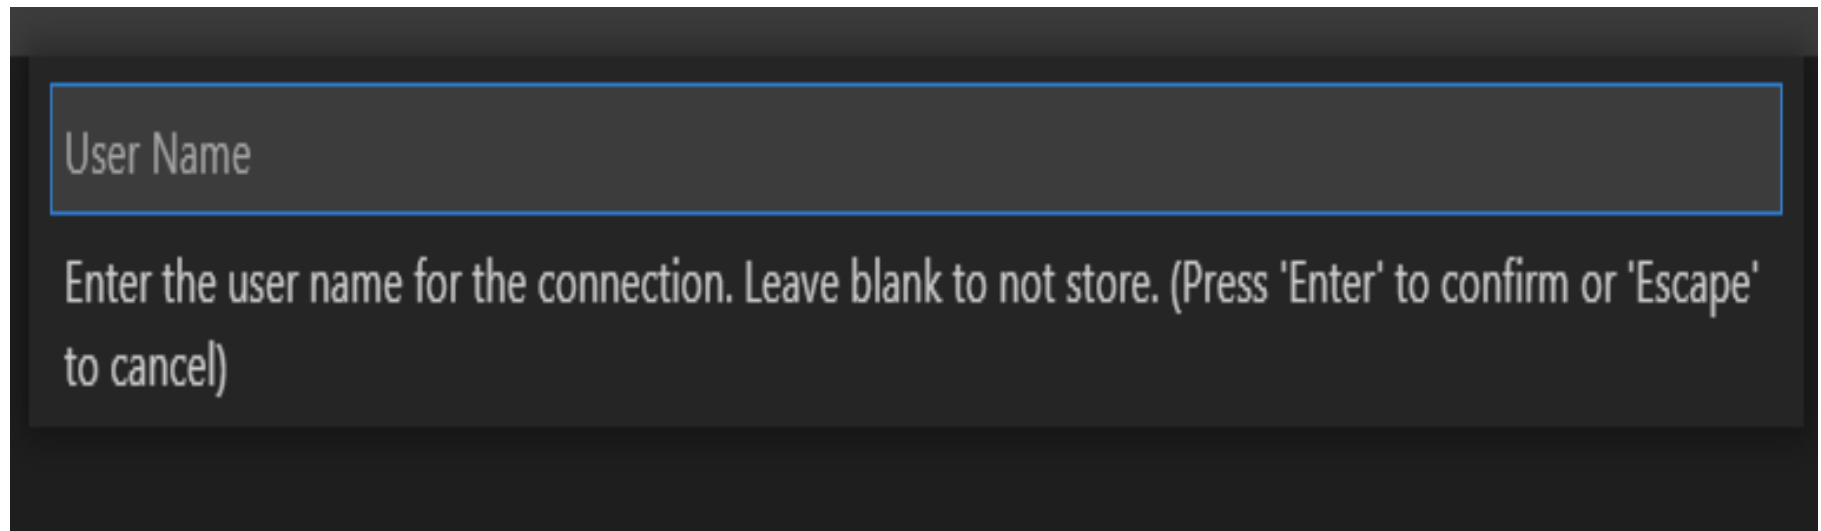 User Name
Enter the user name for the connection. Leave blank to not store. (Press 'Enter' to confirm or 'Escape'
to cancel)